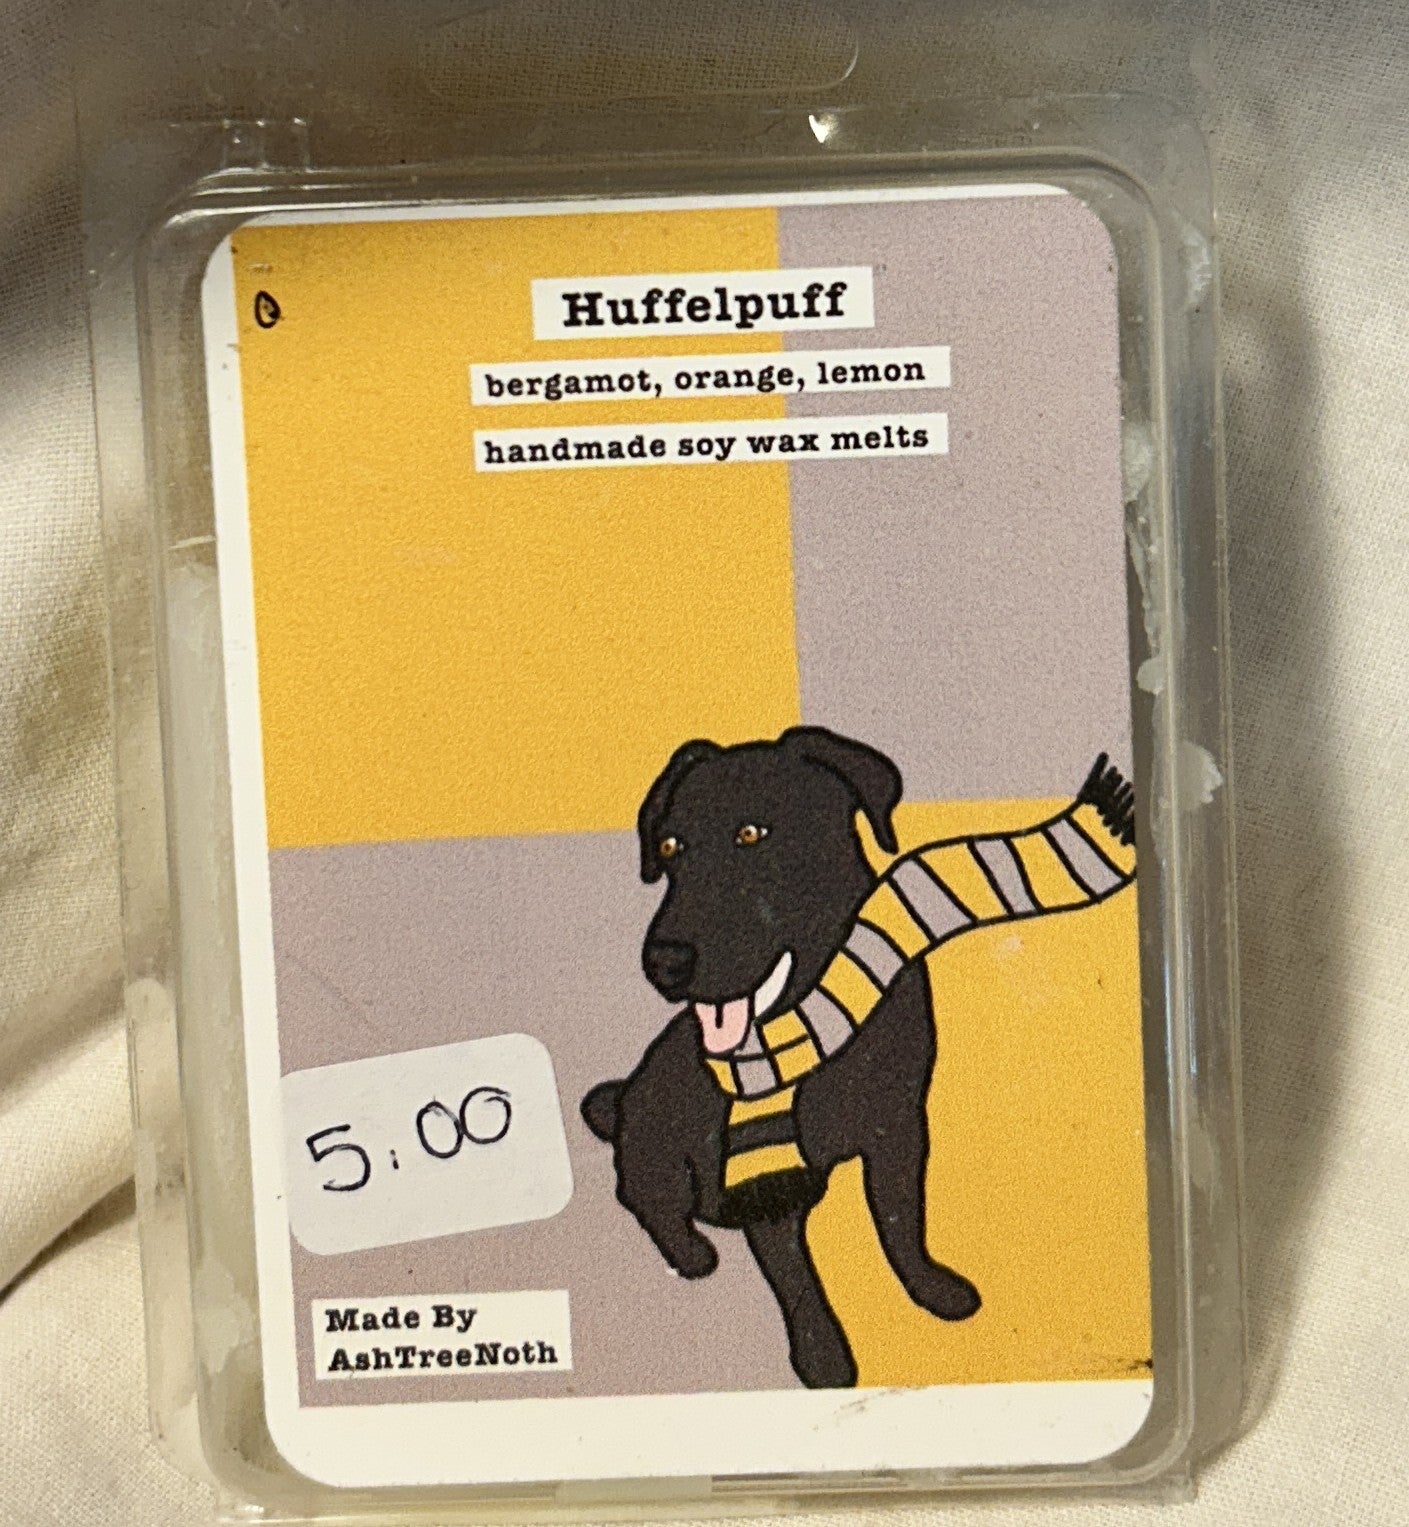 Huffelpuff
bergamot, orange, lemon
handmade soy wax melts
5.00
Made By
AshTreeNoth